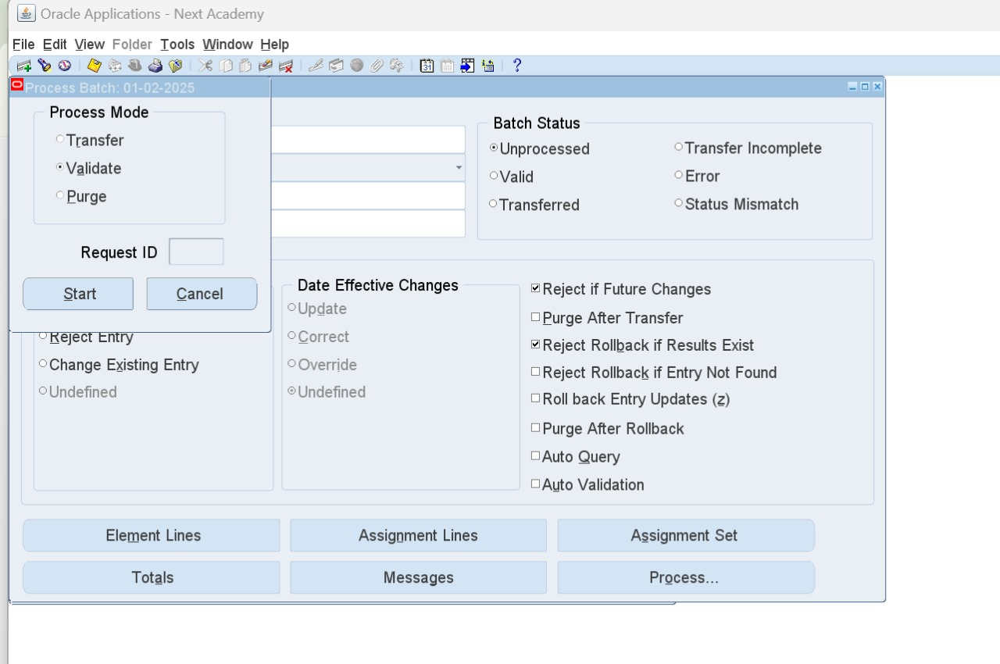 Oracle Applications - Next Academy
File Edit View Folder Tools Window Help
Process Batch: 01-02-2025
Process Mode
Transfer
Validate
Purge
Request ID
Start Cancel
Batch Status
Unprocessed Transfer Incomplete
Valid Error
Transferred Status Mismatch
Reject Entry
Change Existing Entry
Undefined
Date Effective Changes
Update
Correct
Override
Undefined
Reject if Future Changes
Purge After Transfer
Reject Rollback if Results Exist
Reject Rollback if Entry Not Found
Roll back Entry Updates (z)
Purge After Rollback
Auto Query
Auto Validation
Element Lines Assignment Lines Assignment Set
Totals Messages Process...